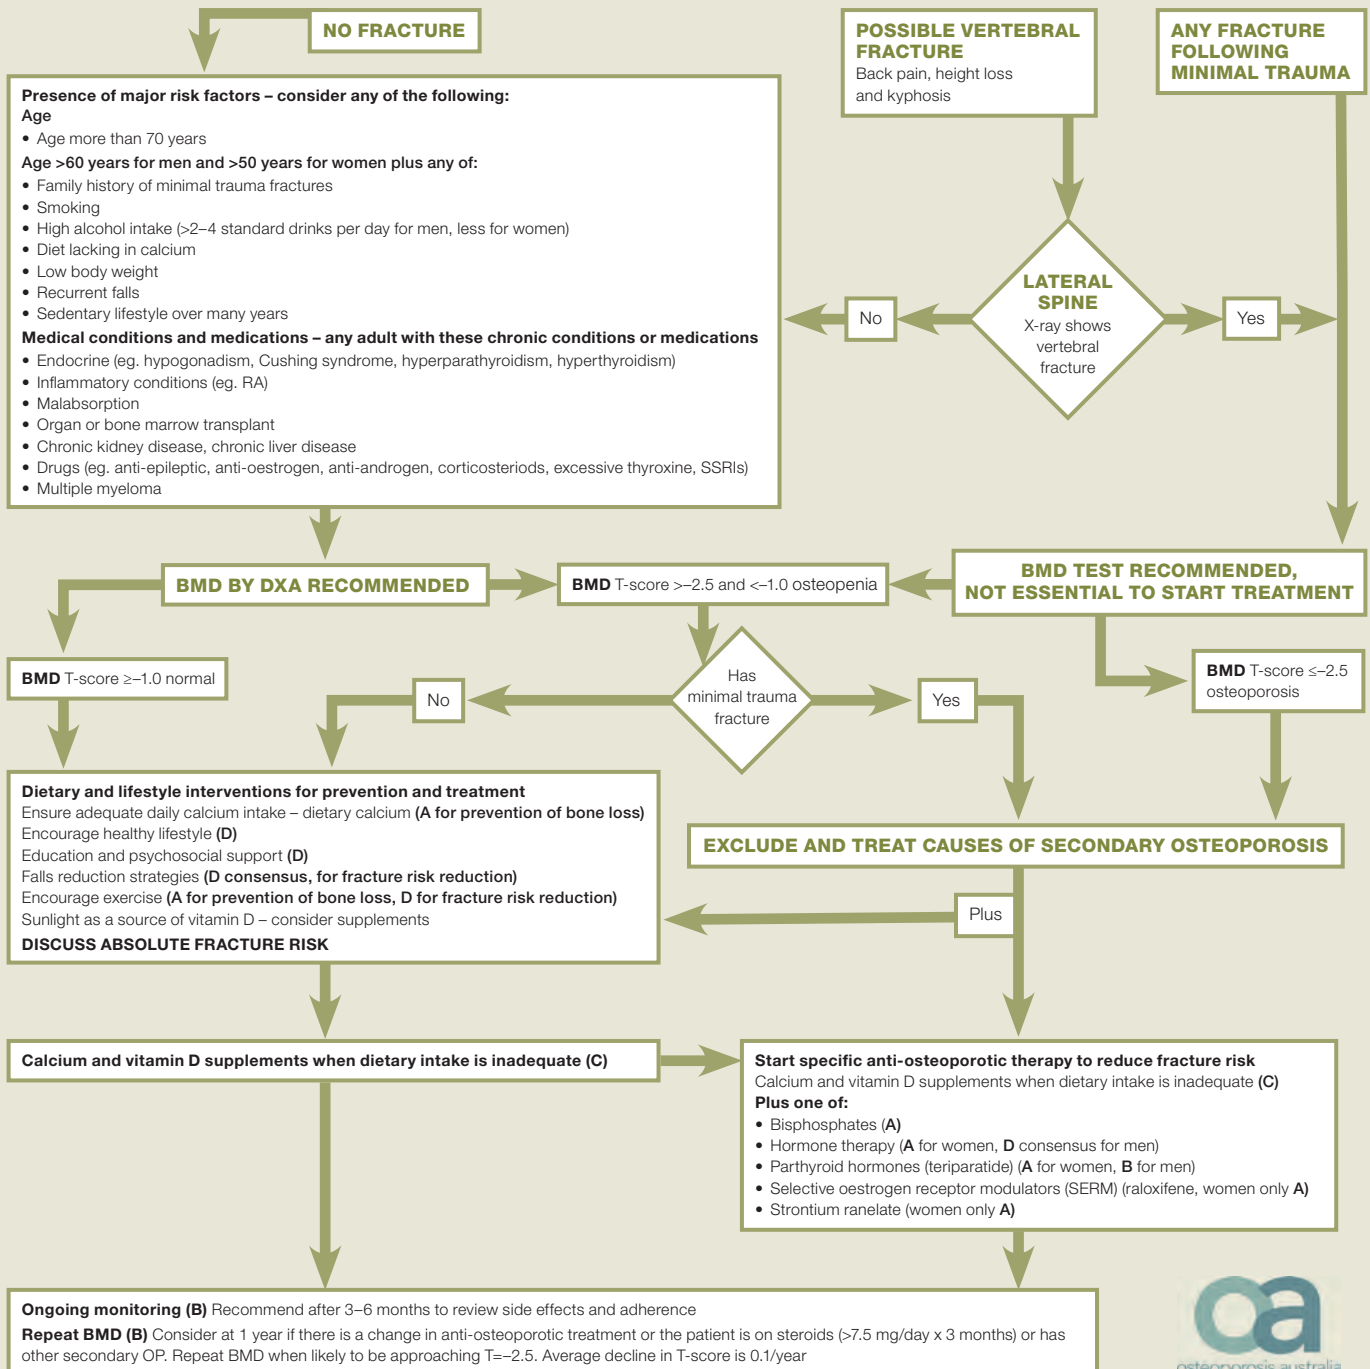 NO FRACTURE
POSSIBLE VERTEBRAL
FRACTURE
Back pain, height loss
and kyphosis
ANY FRACTURE
FOLLOWING
MINIMAL TRAUMA
Presence of major risk factors – consider any of the following:
Age
• Age more than 70 years
Age >60 years for men and >50 years for women plus any of:
• Family history of minimal trauma fractures
• Smoking
• High alcohol intake (>2–4 standard drinks per day for men, less for women)
• Diet lacking in calcium
• Low body weight
• Recurrent falls
• Sedentary lifestyle over many years
Medical conditions and medications – any adult with these chronic conditions or medications
• Endocrine (eg. hypogonadism, Cushing syndrome, hyperparathyroidism, hyperthyroidism)
• Inflammatory conditions (eg. RA)
• Malabsorption
• Organ or bone marrow transplant
• Chronic kidney disease, chronic liver disease
• Drugs (eg. anti-epileptic, anti-oestrogen, anti-androgen, corticosteriods, excessive thyroxine, SSRIs)
• Multiple myeloma
No
LATERAL
SPINE
X-ray shows
vertebral
fracture
Yes
BMD BY DXA RECOMMENDED
BMD T-score >–2.5 and <–1.0 osteopenia
BMD TEST RECOMMENDED,
NOT ESSENTIAL TO START TREATMENT
BMD T-score ≥–1.0 normal
No
Has
minimal trauma
fracture
Yes
BMD T-score ≤–2.5
osteoporosis
Dietary and lifestyle interventions for prevention and treatment
Ensure adequate daily calcium intake – dietary calcium (A for prevention of bone loss)
Encourage healthy lifestyle (D)
Education and psychosocial support (D)
Falls reduction strategies (D consensus, for fracture risk reduction)
Encourage exercise (A for prevention of bone loss, D for fracture risk reduction)
Sunlight as a source of vitamin D – consider supplements
DISCUSS ABSOLUTE FRACTURE RISK
EXCLUDE AND TREAT CAUSES OF SECONDARY OSTEOPOROSIS
Plus
Calcium and vitamin D supplements when dietary intake is inadequate (C)
Start specific anti-osteoporotic therapy to reduce fracture risk
Calcium and vitamin D supplements when dietary intake is inadequate (C)
Plus one of:
• Bisphosphates (A)
• Hormone therapy (A for women, D consensus for men)
• Parthyroid hormones (teriparatide) (A for women, B for men)
• Selective oestrogen receptor modulators (SERM) (raloxifene, women only A)
• Strontium ranelate (women only A)
Ongoing monitoring (B) Recommend after 3–6 months to review side effects and adherence
Repeat BMD (B) Consider at 1 year if there is a change in anti-osteoporotic treatment or the patient is on steroids (>7.5 mg/day x 3 months) or has
other secondary OP. Repeat BMD when likely to be approaching T=–2.5. Average decline in T-score is 0.1/year
oa
osteoporosis australia